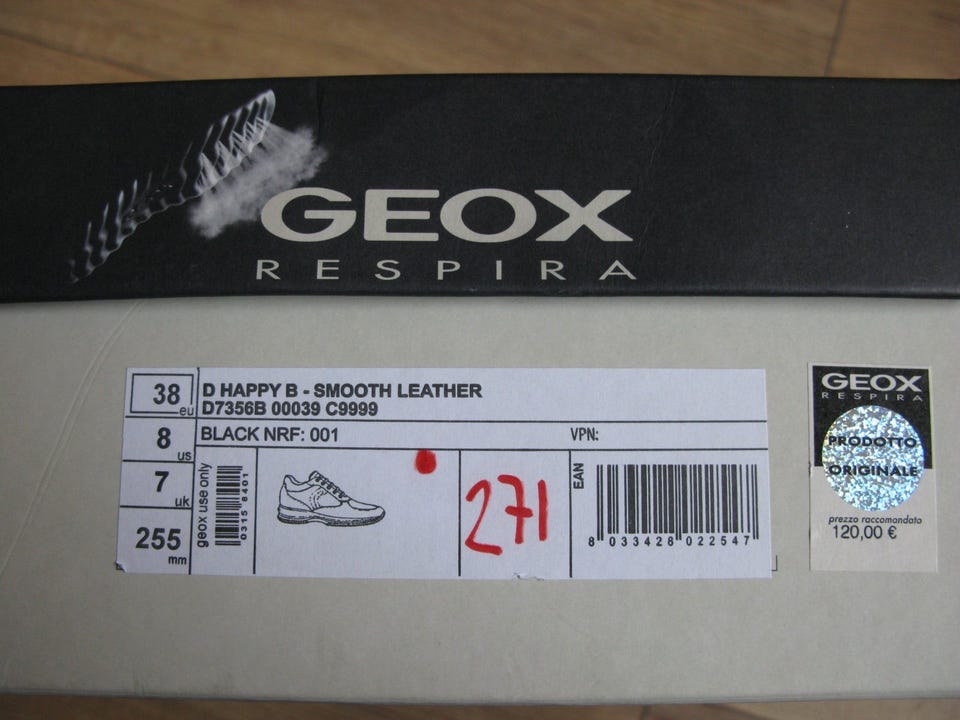 GEOX
RESPIRA
38 eu
D HAPPY B - SMOOTH LEATHER
D7356B 00039 C9999
8 us
BLACK NRF: 001
VPN:
7 uk
255 mm
geox use only
0315 8401
271
EAN
8 033428 022547
GEOX
RESPIRA
PRODOTTO
ORIGINALE
prezzo raccomandato
120,00 €